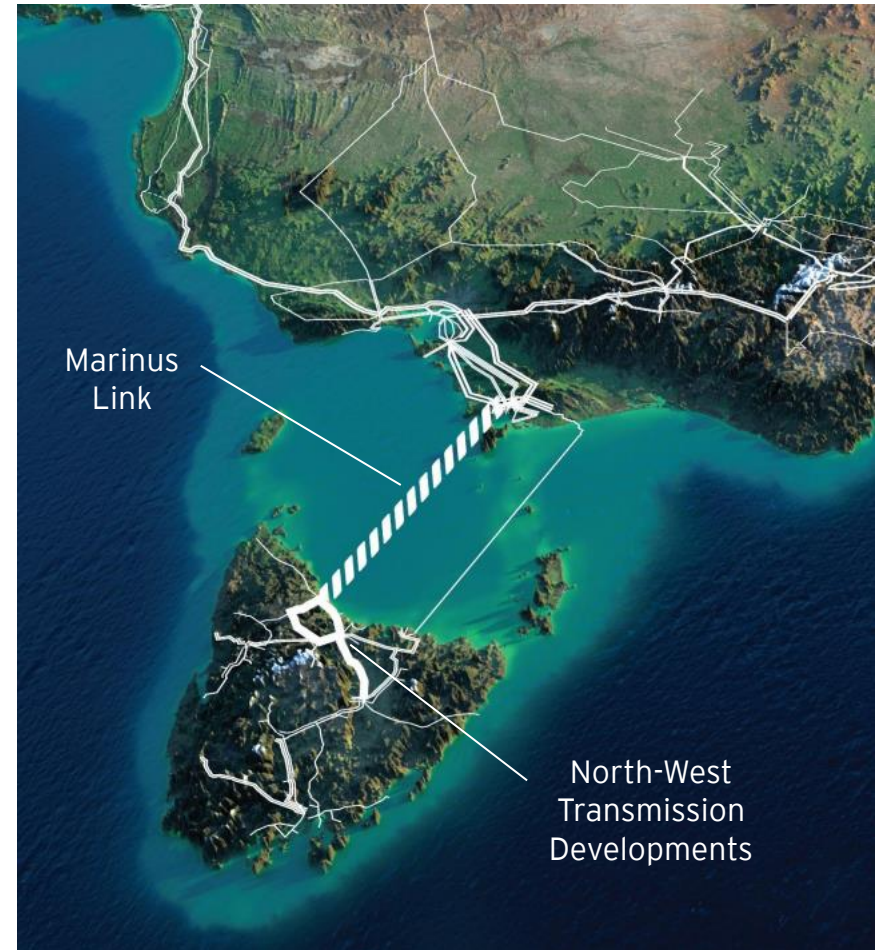 Marinus
Link
North-West
Transmission
Developments